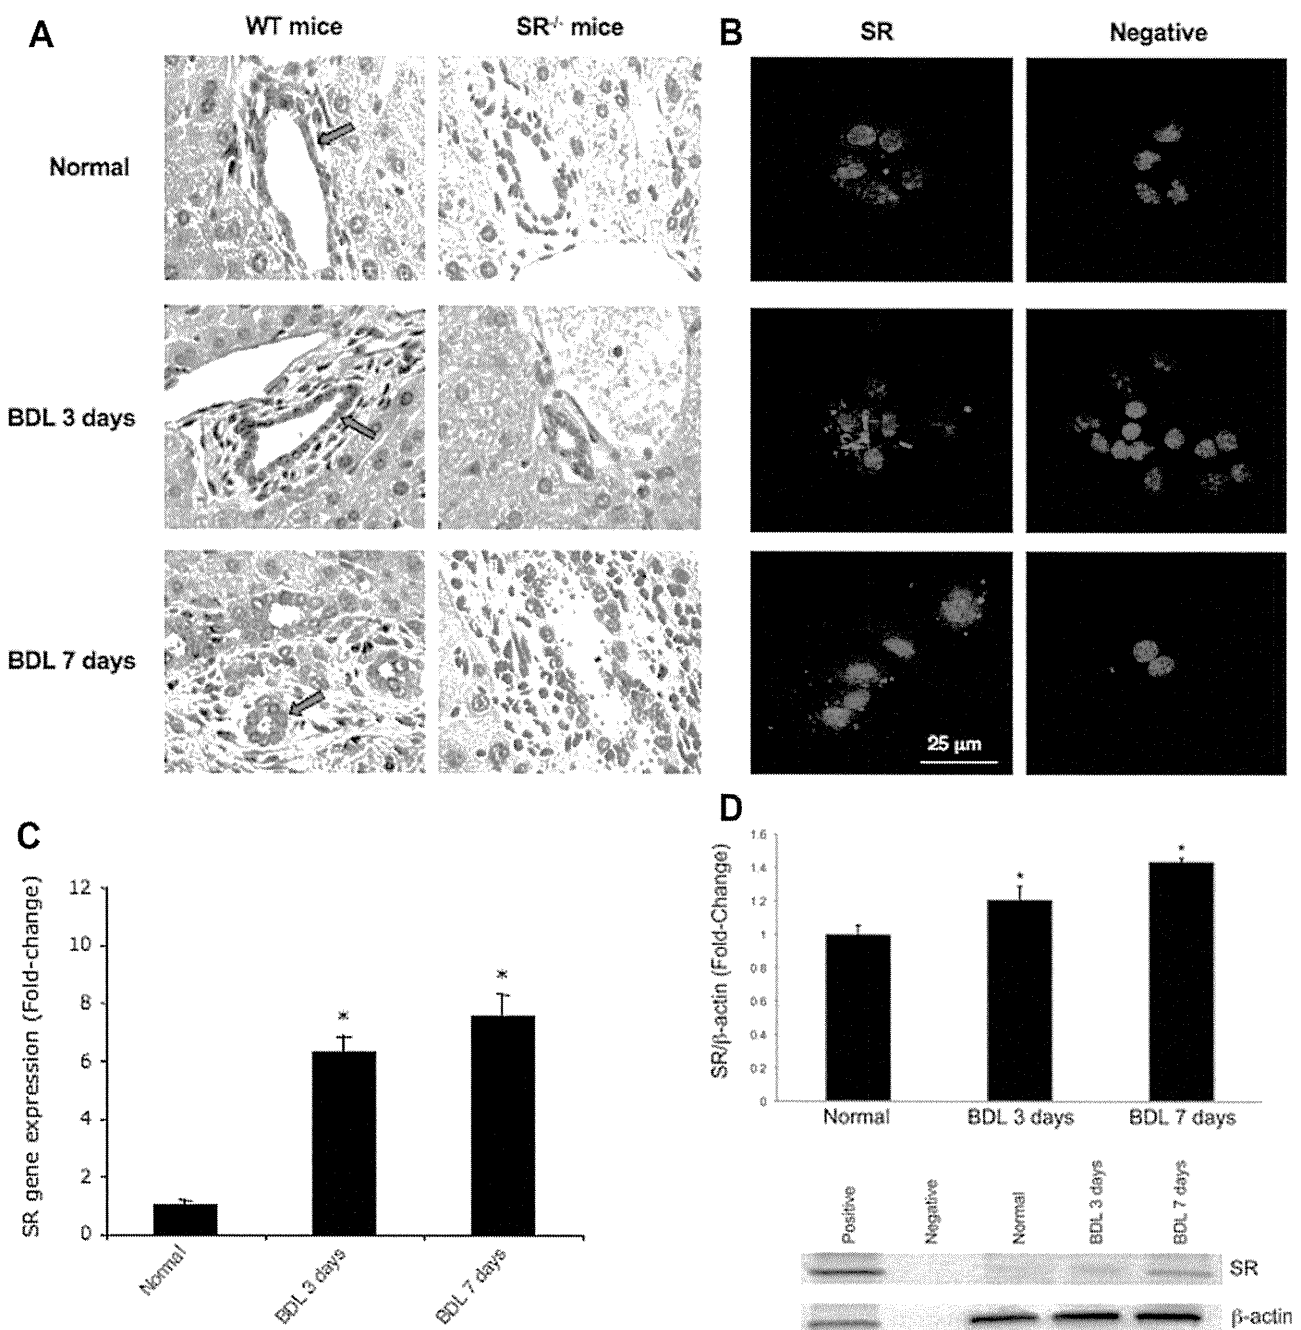 A
WT mice
SR-/- mice
Normal
BDL 3 days
BDL 7 days
B
SR
Negative
25 µm
C
SR gene expression (Fold-change)
12
10
8
6
4
2
0
*
*
Normal
BDL 3 days
BDL 7 days
D
SR/β-actin (Fold-Change)
1.6
1.4
1.2
1
0.8
0.6
0.4
0.2
0
*
*
Normal
BDL 3 days
BDL 7 days
Positive
Negative
Normal
BDL 3 days
BDL 7 days
SR
β-actin